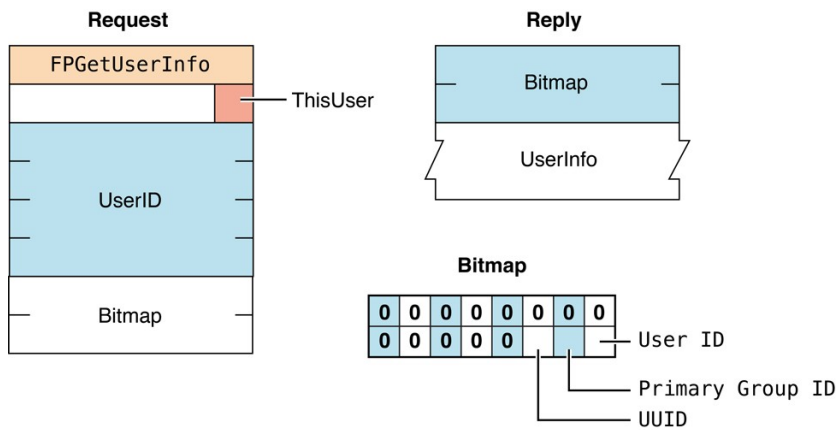 Request
FPGetUserInfo
ThisUser
UserID
Bitmap
Reply
Bitmap
UserInfo
Bitmap
0 0 0 0 0 0 0 0
0 0 0 0 0
User ID
Primary Group ID
UUID